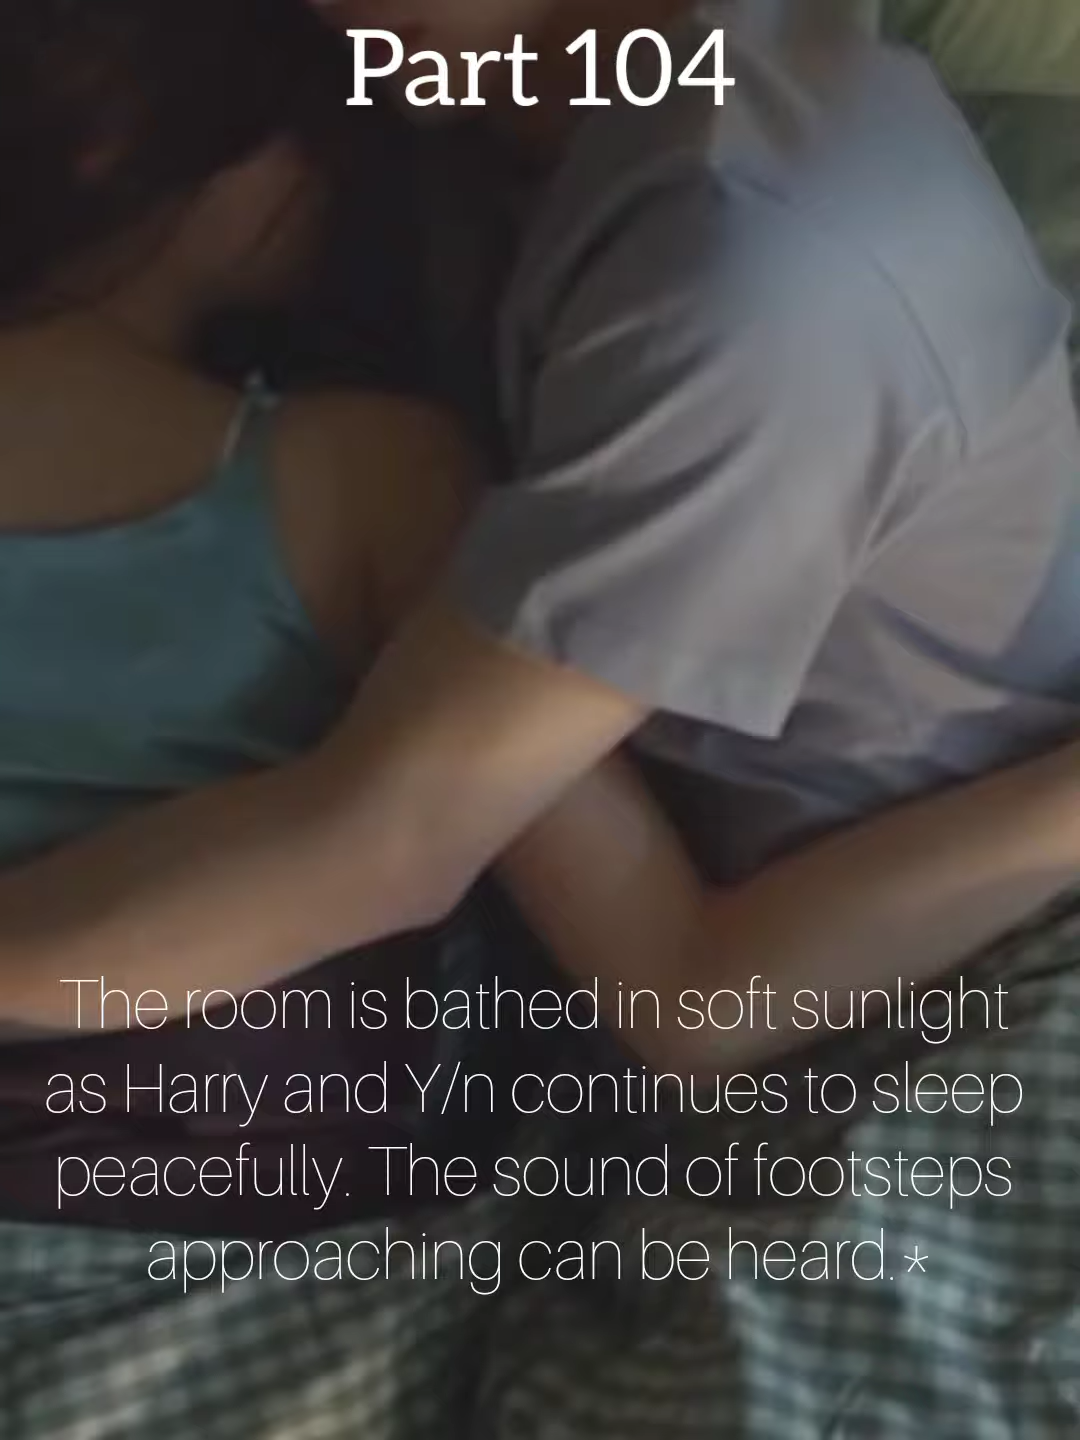 Part 104
The room is bathed in soft sunlight
as Harry and Y/n continues to sleep
peacefully. The sound of footsteps
approaching can be heard.*